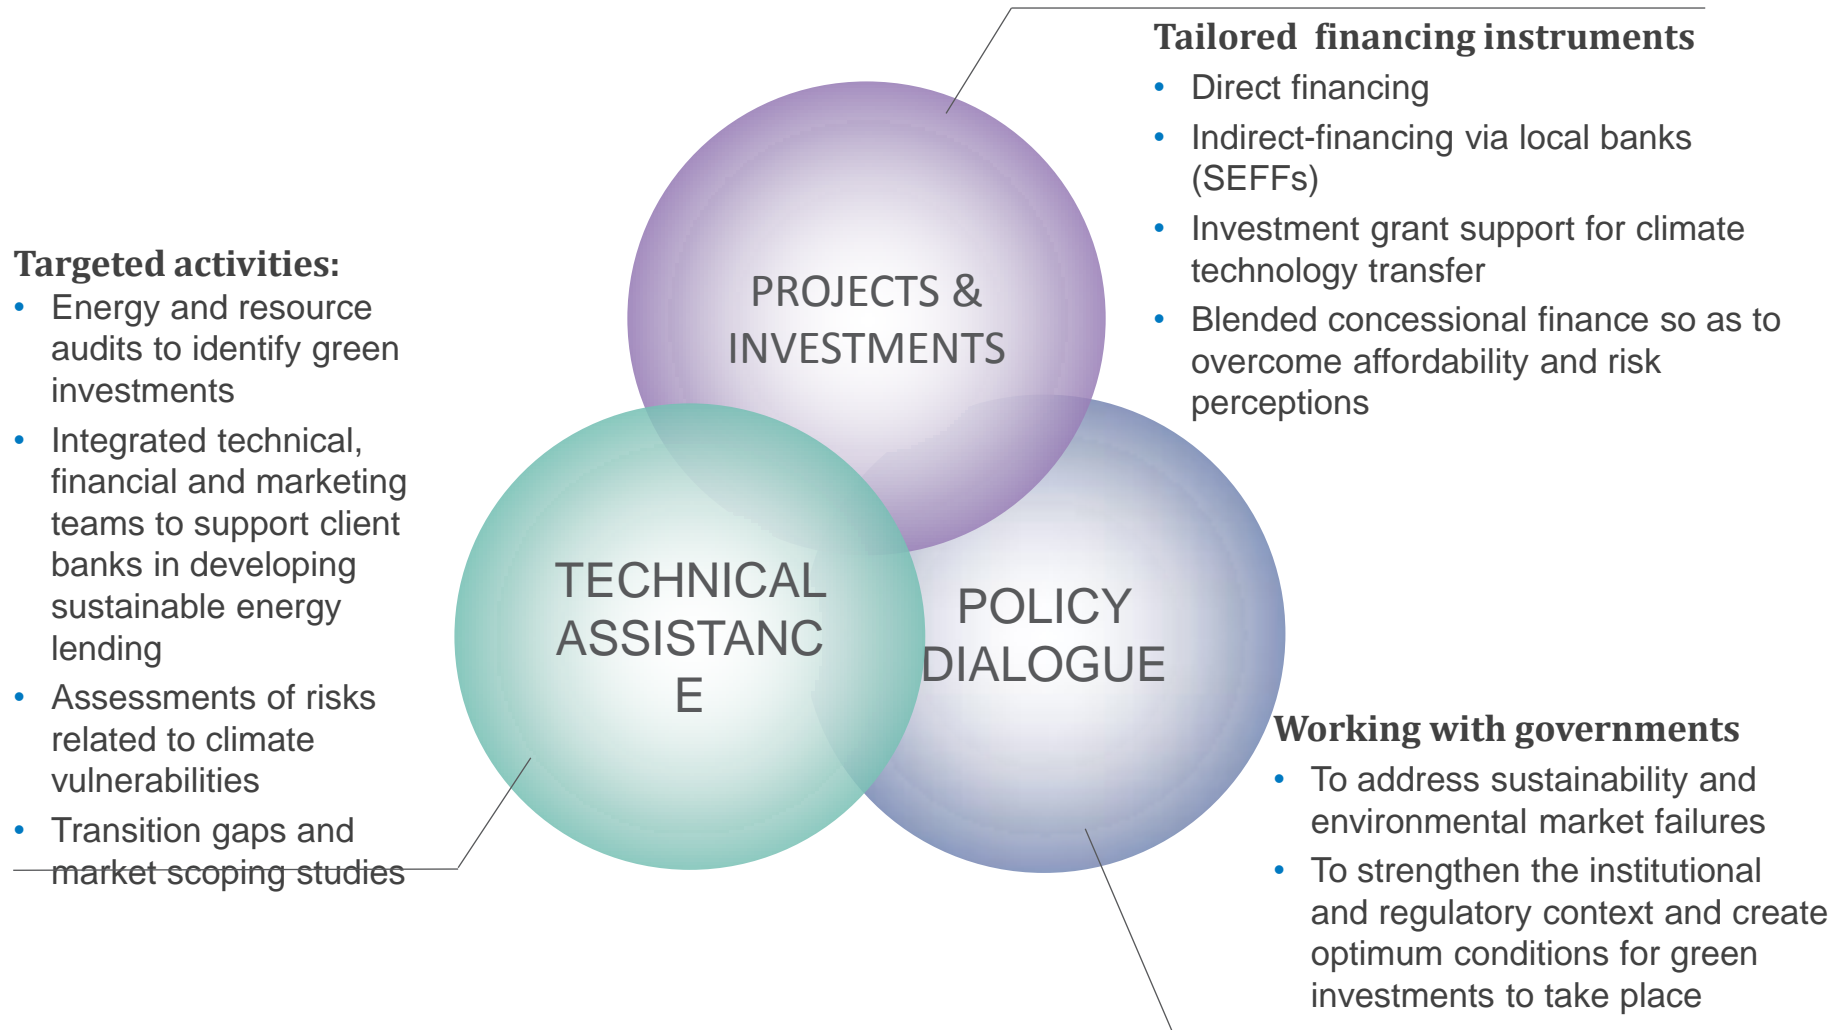 Tailored financing instruments
• Direct financing
• Indirect-financing via local banks
(SEFFs)
• Investment grant support for climate
technology transfer
• Blended concessional finance so as to
overcome affordability and risk
perceptions
Targeted activities:
• Energy and resource
audits to identify green
investments
• Integrated technical,
financial and marketing
teams to support client
banks in developing
sustainable energy
lending
• Assessments of risks
related to climate
vulnerabilities
• Transition gaps and
market scoping studies
PROJECTS &
INVESTMENTS
TECHNICAL
ASSISTANC
E
POLICY
DIALOGUE
Working with governments
• To address sustainability and
environmental market failures
• To strengthen the institutional
and regulatory context and create
optimum conditions for green
investments to take place